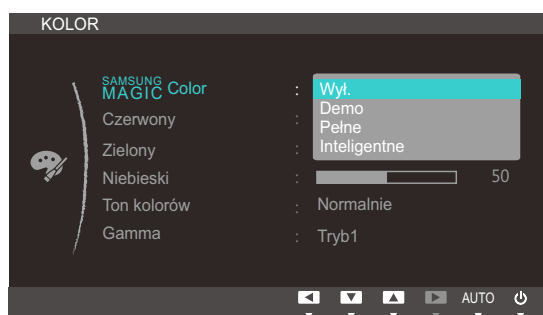 KOLOR
SAMSUNG
MAGIC Color : Wył.
Demo
Czerwony :
Pełne
Zielony : Inteligentne
Niebieski : 50
Ton kolorów : Normalnie
Gamma : Tryb1
AUTO